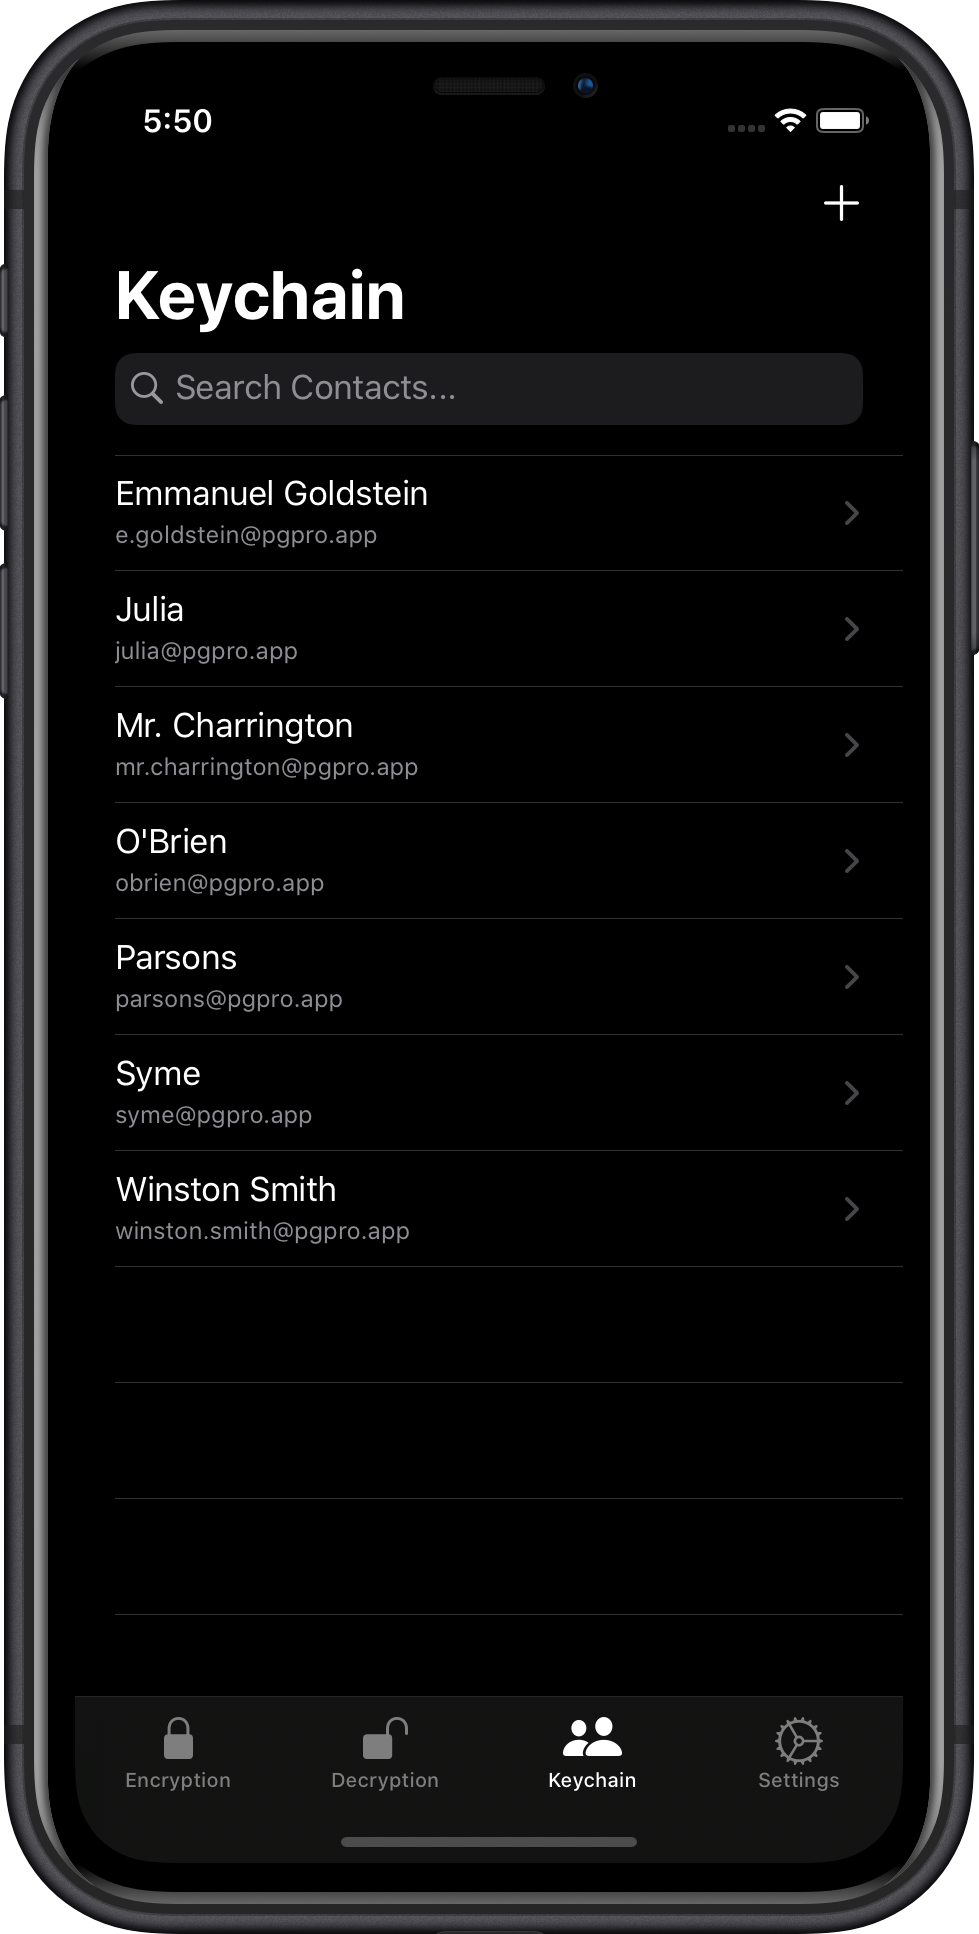 5:50
Keychain
Search Contacts...
Emmanuel Goldstein
e.goldstein@pgpro.app
Julia
julia@pgpro.app
Mr. Charrington
mr.charrington@pgpro.app
O'Brien
obrien@pgpro.app
Parsons
parsons@pgpro.app
Syme
syme@pgpro.app
Winston Smith
winston.smith@pgpro.app
Encryption Decryption Keychain Settings